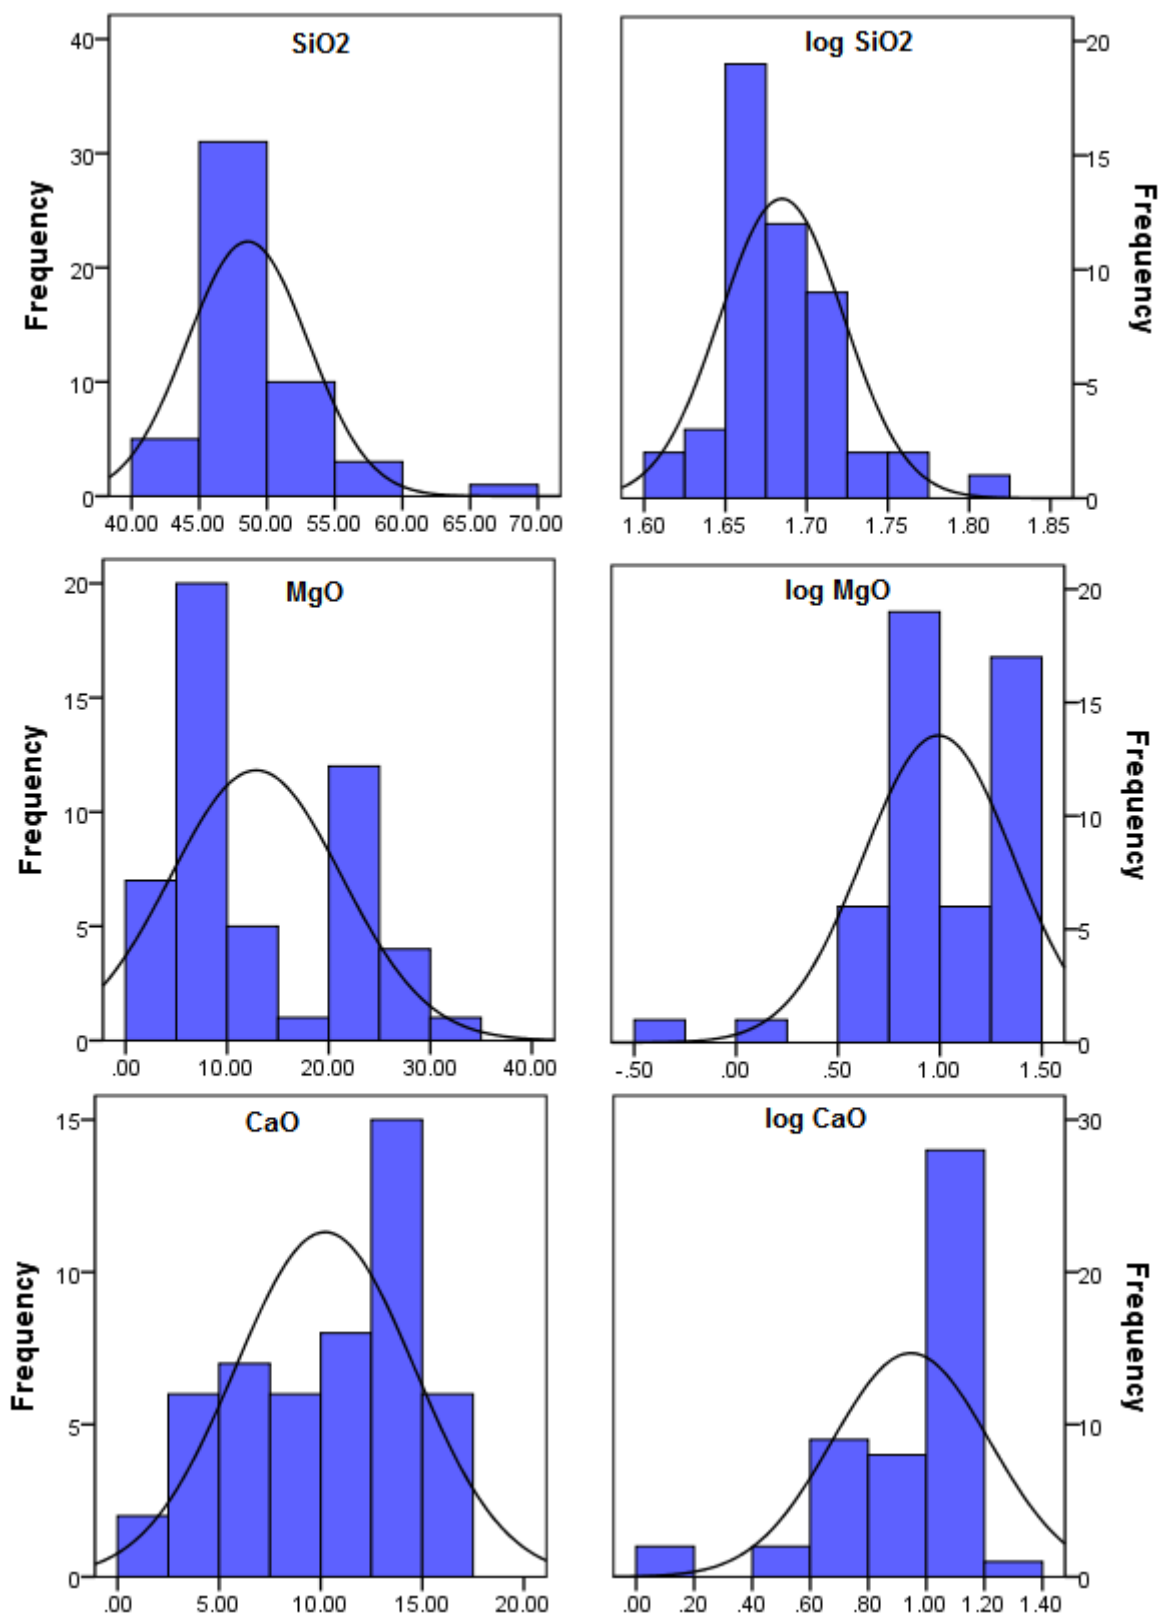 SiO2
40
30
20
10
0
Frequency
40.00 45.00 50.00 55.00 60.00 65.00 70.00
log SiO2
20
15
10
5
0
Frequency
1.60 1.65 1.70 1.75 1.80 1.85
MgO
20
15
10
5
0
Frequency
.00 10.00 20.00 30.00 40.00
log MgO
20
15
10
5
0
Frequency
-.50 .00 .50 1.00 1.50
CaO
15
10
5
0
Frequency
.00 5.00 10.00 15.00 20.00
log CaO
30
20
10
0
Frequency
.00 .20 .40 .60 .80 1.00 1.20 1.40